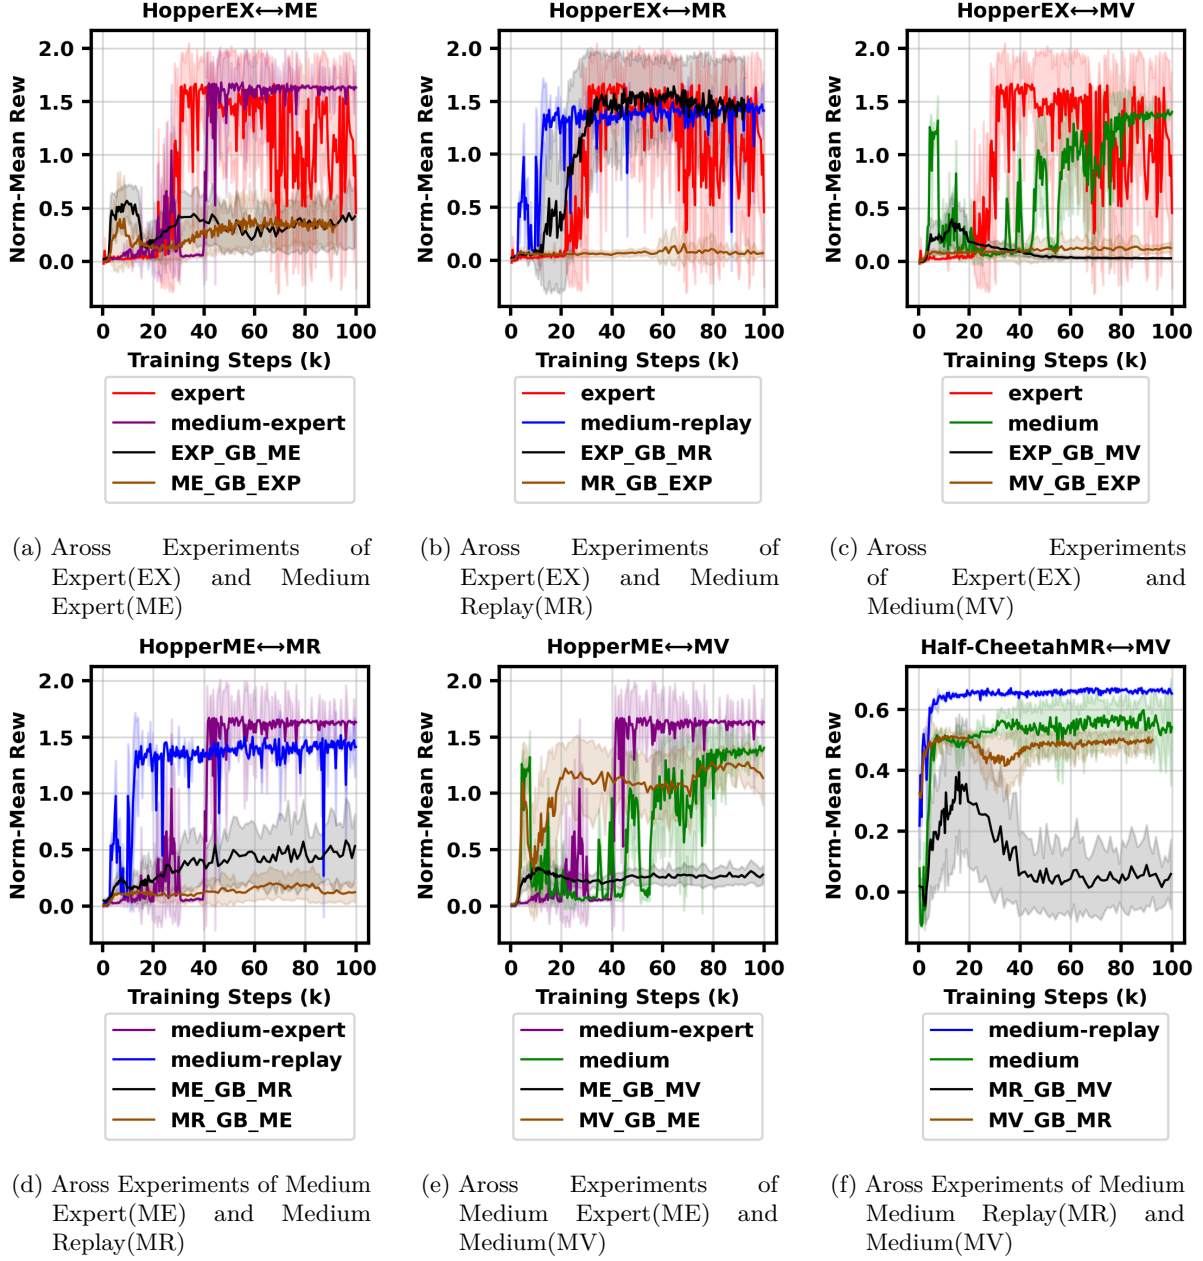 HopperEX⟷ME
Norm-Mean Rew
2.0
1.5
1.0
0.5
0.0
0 20 40 60 80 100
Training Steps (k)
expert
medium-expert
EXP_GB_ME
ME_GB_EXP
(a) Aross Experiments of
Expert(EX) and Medium
Expert(ME)
HopperEX⟷MR
Norm-Mean Rew
2.0
1.5
1.0
0.5
0.0
0 20 40 60 80 100
Training Steps (k)
expert
medium-replay
EXP_GB_MR
MR_GB_EXP
(b) Aross Experiments of
Expert(EX) and Medium
Replay(MR)
HopperEX⟷MV
Norm-Mean Rew
2.0
1.5
1.0
0.5
0.0
0 20 40 60 80 100
Training Steps (k)
expert
medium
EXP_GB_MV
MV_GB_EXP
(c) Aross Experiments
of Expert(EX) and
Medium(MV)
HopperME⟷MR
Norm-Mean Rew
2.0
1.5
1.0
0.5
0.0
0 20 40 60 80 100
Training Steps (k)
medium-expert
medium-replay
ME_GB_MR
MR_GB_ME
(d) Aross Experiments of Medium
Expert(ME) and Medium
Replay(MR)
HopperME⟷MV
Norm-Mean Rew
2.0
1.5
1.0
0.5
0.0
0 20 40 60 80 100
Training Steps (k)
medium-expert
medium
ME_GB_MV
MV_GB_ME
(e) Aross Experiments of
Medium Expert(ME) and
Medium(MV)
Half-CheetahMR⟷MV
Norm-Mean Rew
0.6
0.4
0.2
0.0
0 20 40 60 80 100
Training Steps (k)
medium-replay
medium
MR_GB_MV
MV_GB_MR
(f) Aross Experiments of Medium
Medium Replay(MR) and
Medium(MV)